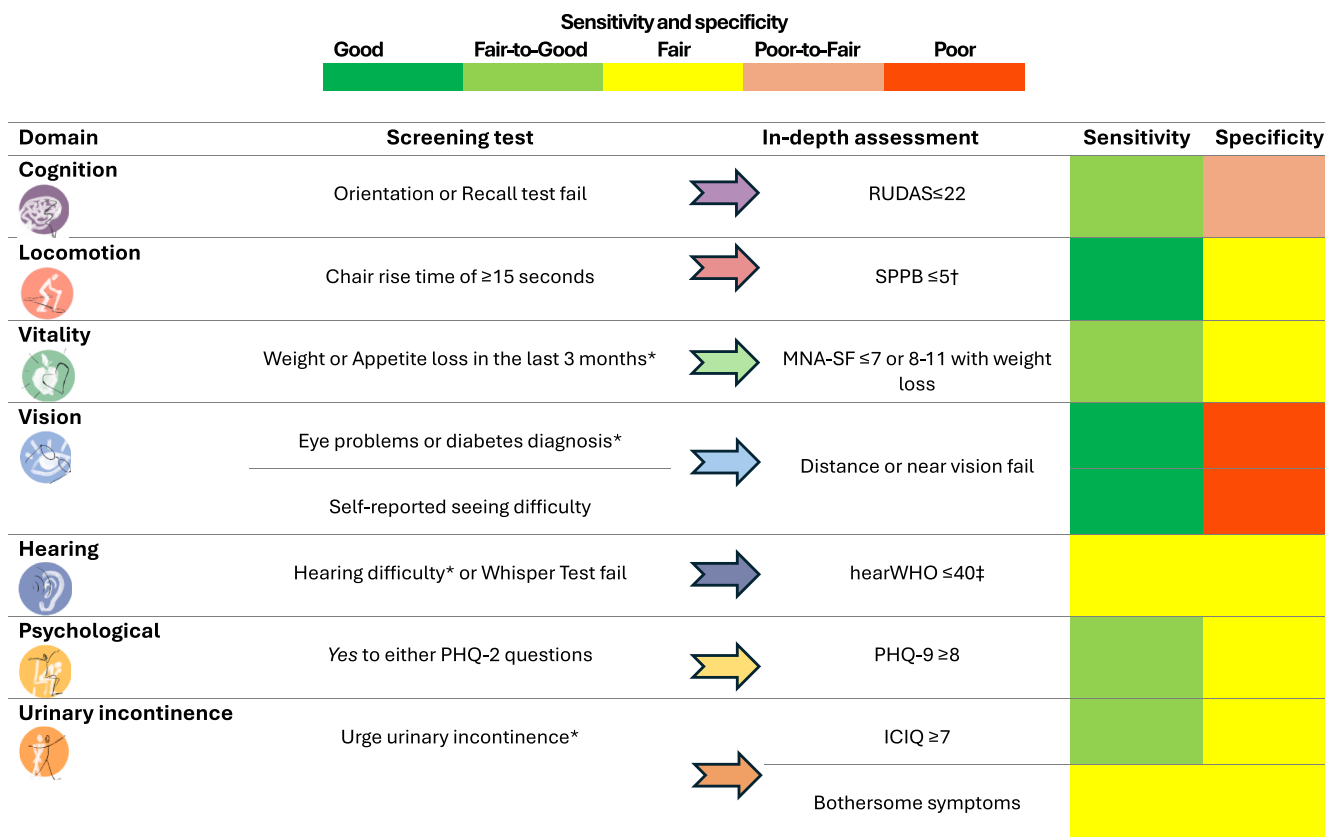 Sensitivity and specificity
Good Fair-to-Good Fair Poor-to-Fair Poor
Domain Screening test In-depth assessment Sensitivity Specificity
Cognition
Orientation or Recall test fail RUDAS≤22
Locomotion
Chair rise time of ≥15 seconds SPPB ≤5†
Vitality
Weight or Appetite loss in the last 3 months* MNA-SF ≤7 or 8-11 with weight
loss
Vision
Eye problems or diabetes diagnosis*
Distance or near vision fail
Self-reported seeing difficulty
Hearing
Hearing difficulty* or Whisper Test fail hearWHO ≤40‡
Psychological
Yes to either PHQ-2 questions PHQ-9 ≥8
Urinary incontinence
Urge urinary incontinence* ICIQ ≥7
Bothersome symptoms